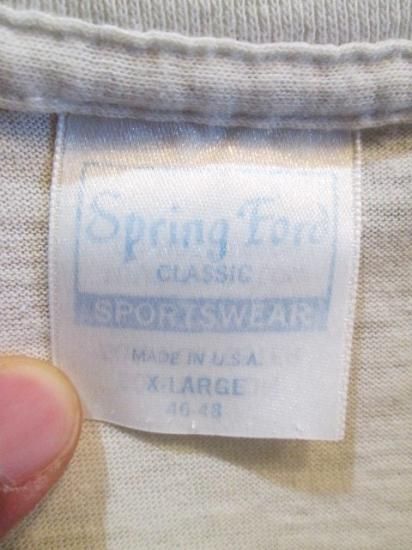 Spring Ford
CLASSIC
SPORTSWEAR
MADE IN U.S.A.
X-LARGE
46-48